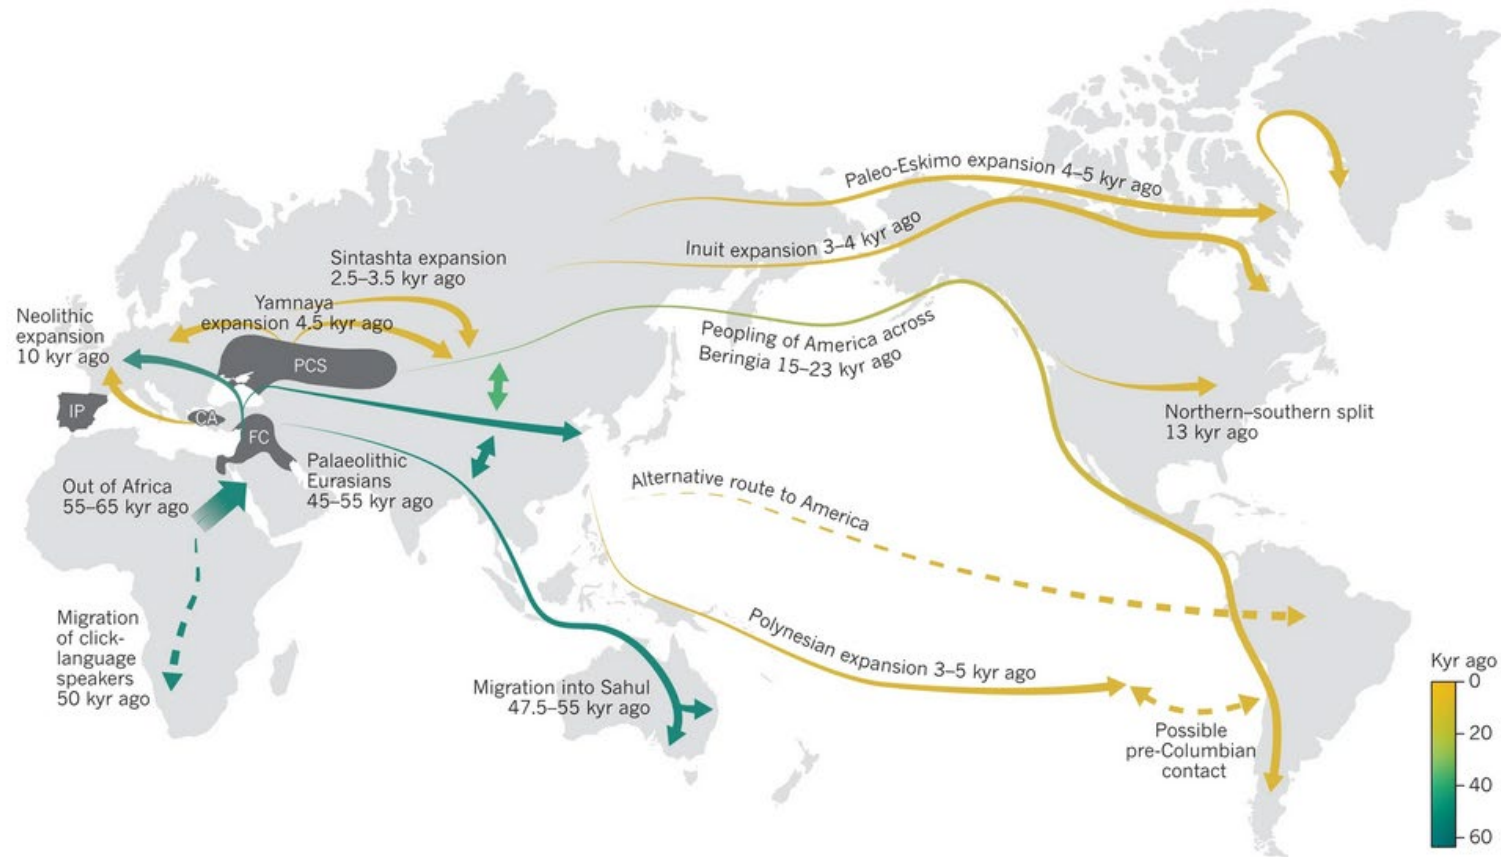 Paleo-Eskimo expansion 4–5 kyr ago
Inuit expansion 3–4 kyr ago
Sintashta expansion
2.5–3.5 kyr ago
Yamnaya
expansion 4.5 kyr ago
Neolithic
expansion
10 kyr ago
PCS
Peopling of America across
Beringia 15–23 kyr ago
IP
CA
FC
Northern–southern split
13 kyr ago
Palaeolithic
Eurasians
45–55 kyr ago
Out of Africa
55–65 kyr ago
Alternative route to America
Migration
of click-
language
speakers
50 kyr ago
Polynesian expansion 3–5 kyr ago
Migration into Sahul
47.5–55 kyr ago
Possible
pre-Columbian
contact
Kyr ago
0
20
40
60